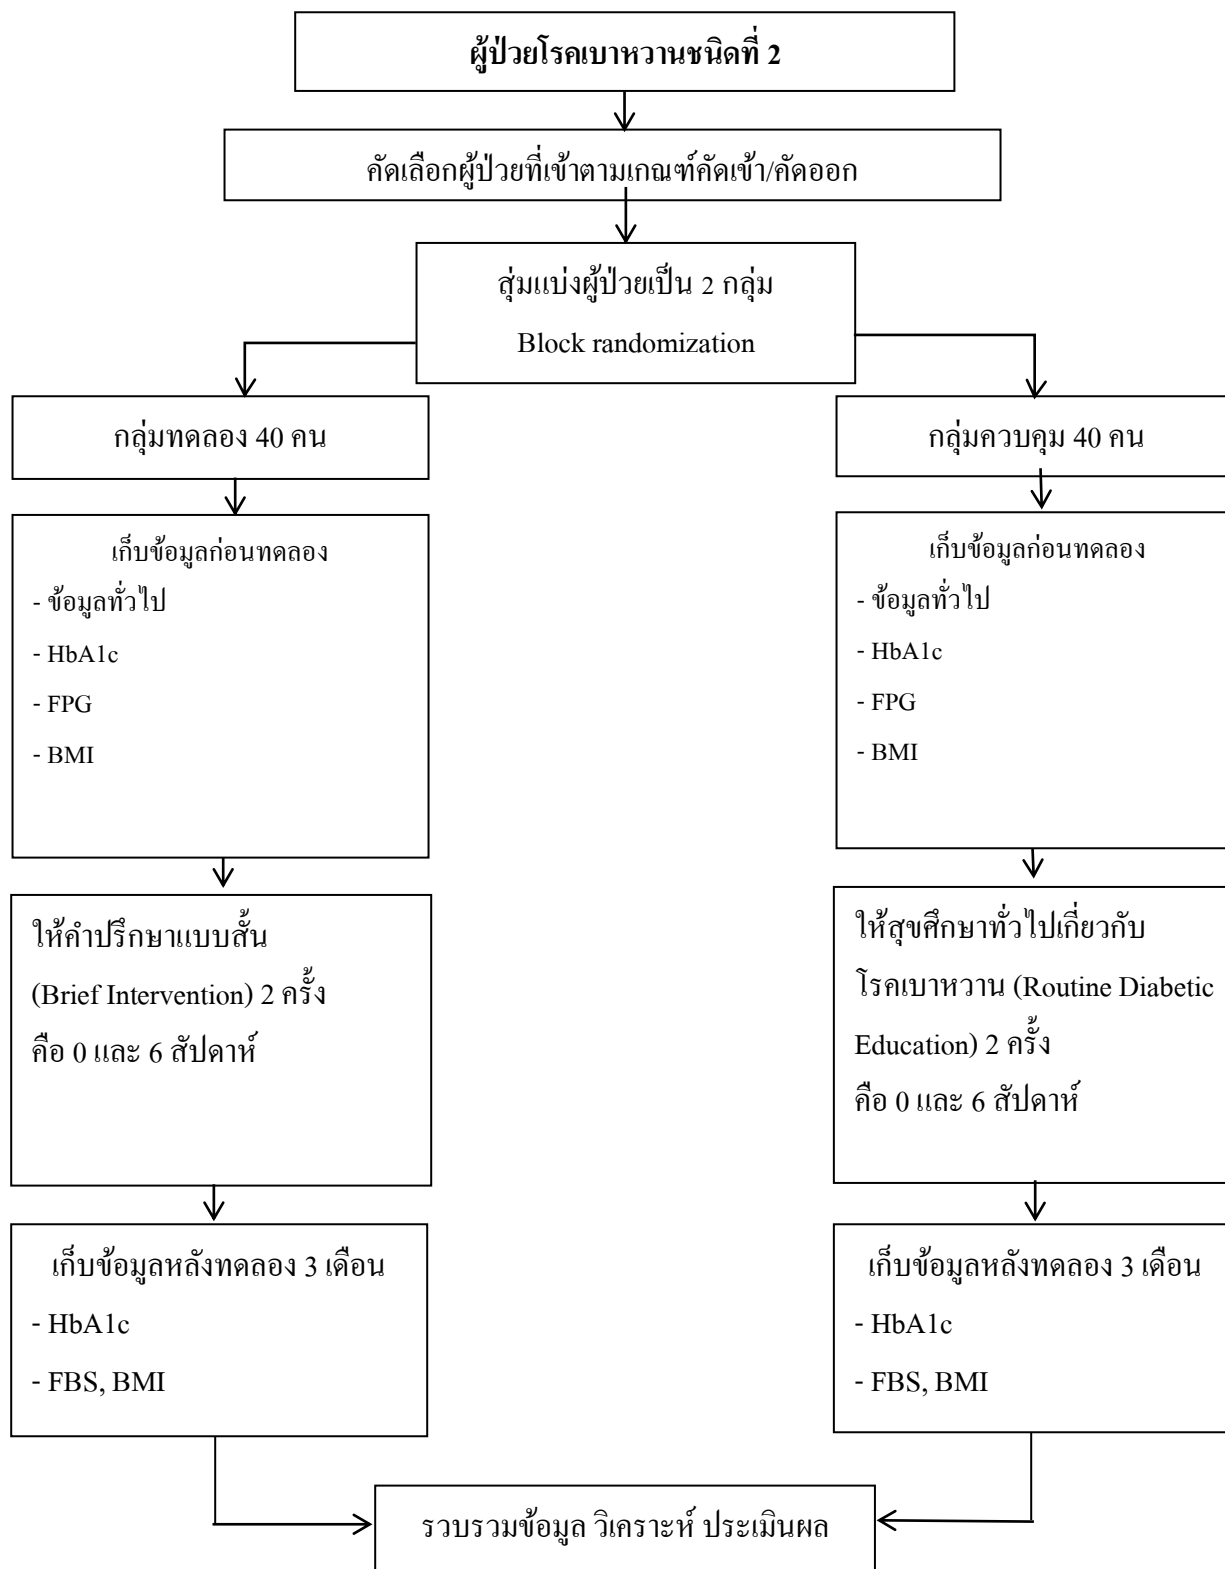 ผู้ป่วยโรคเบาหวานชนิดที่ 2
คัดเลือกผู้ป่วยที่เข้าตามเกณฑ์คัดเข้า/คัดออก
สุ่มแบ่งผู้ป่วยเป็น 2 กลุ่ม
Block randomization
กลุ่มทดลอง 40 คน
กลุ่มควบคุม 40 คน
เก็บข้อมูลก่อนทดลอง
- ข้อมูลทั่วไป
- HbA1c
- FPG
- BMI
เก็บข้อมูลก่อนทดลอง
- ข้อมูลทั่วไป
- HbA1c
- FPG
- BMI
ให้คำปรึกษาแบบสั้น
(Brief Intervention) 2 ครั้ง
คือ 0 และ 6 สัปดาห์
ให้สุขศึกษาทั่วไปเกี่ยวกับ
โรคเบาหวาน (Routine Diabetic
Education) 2 ครั้ง
คือ 0 และ 6 สัปดาห์
เก็บข้อมูลหลังทดลอง 3 เดือน
- HbA1c
- FBS, BMI
เก็บข้อมูลหลังทดลอง 3 เดือน
- HbA1c
- FBS, BMI
รวบรวมข้อมูล วิเคราะห์ ประเมินผล